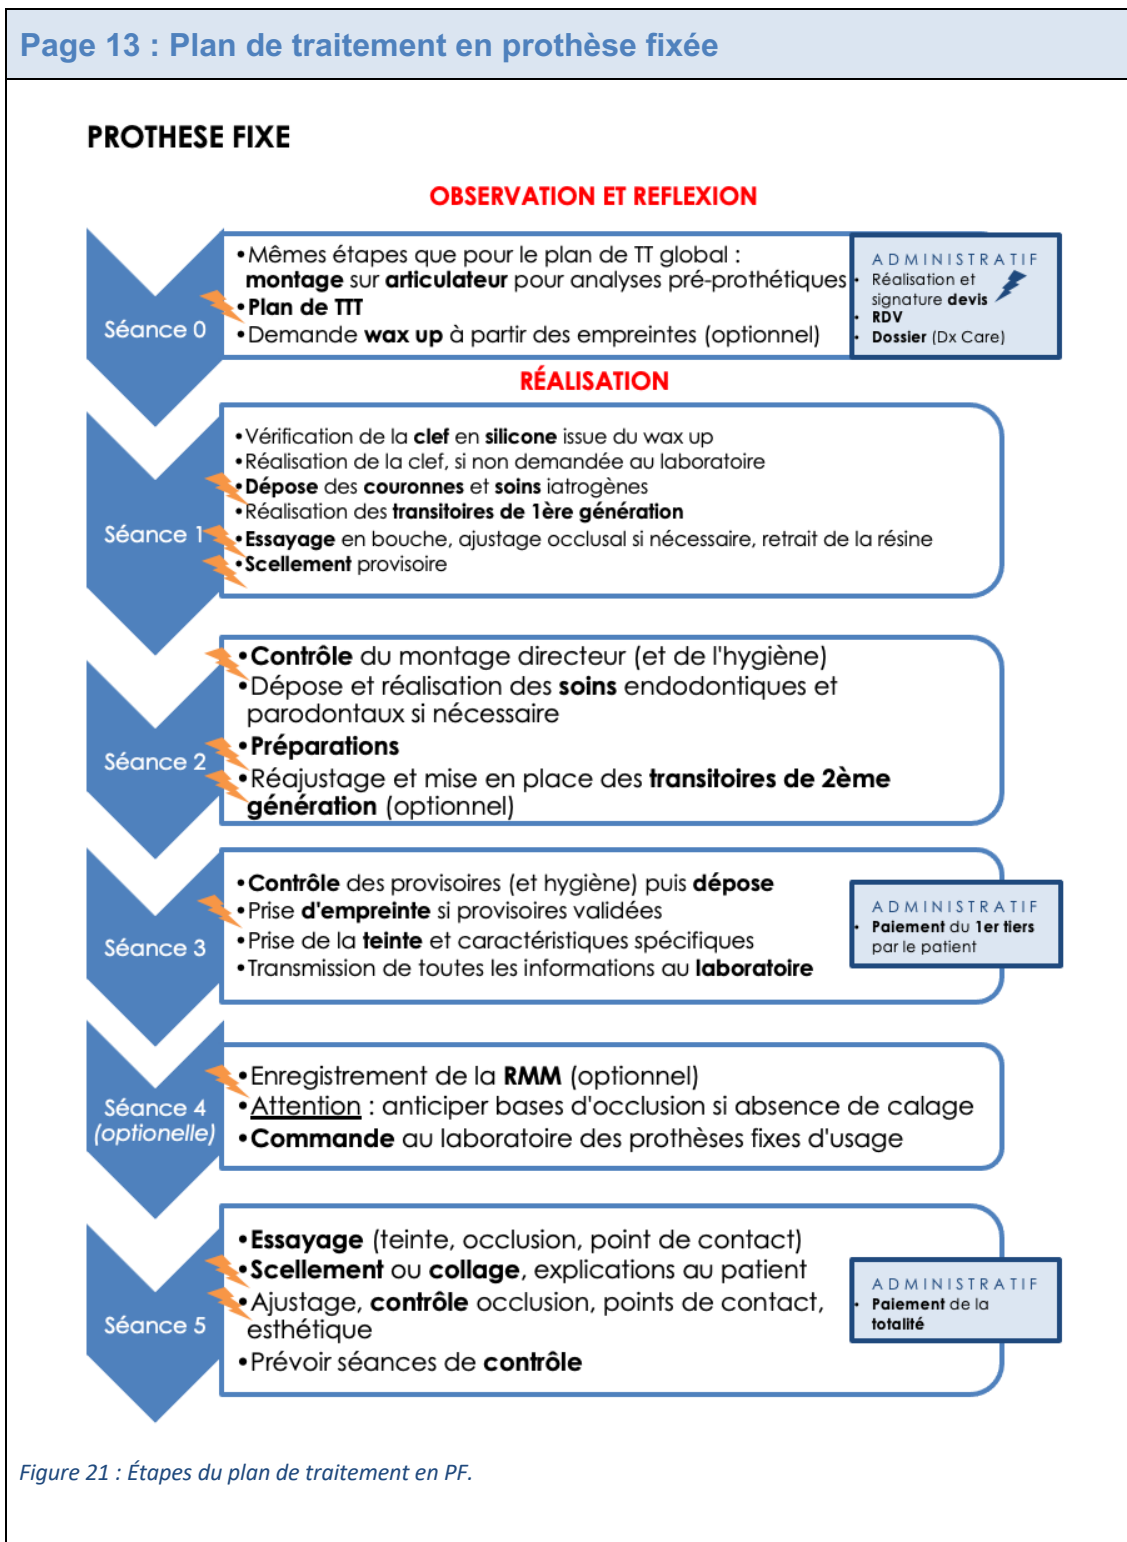 Page 13 : Plan de traitement en prothèse fixée
PROTHESE FIXE
OBSERVATION ET REFLEXION
Séance 0
•Mêmes étapes que pour le plan de TT global :
montage sur articulateur pour analyses pré-prothétiques
•Plan de TTT
•Demande wax up à partir des empreintes (optionnel)
ADMINISTRATIF
• Réalisation et
signature devis
• RDV
• Dossier (Dx Care)
RÉALISATION
Séance 1
•Vérification de la clef en silicone issue du wax up
•Réalisation de la clef, si non demandée au laboratoire
•Dépose des couronnes et soins iatrogènes
•Réalisation des transitoires de 1ère génération
•Essayage en bouche, ajustage occlusal si nécessaire, retrait de la résine
•Scellement provisoire
Séance 2
•Contrôle du montage directeur (et de l'hygiène)
•Dépose et réalisation des soins endodontiques et
parodontaux si nécessaire
•Préparations
•Réajustage et mise en place des transitoires de 2ème
génération (optionnel)
Séance 3
•Contrôle des provisoires (et hygiène) puis dépose
•Prise d'empreinte si provisoires validées
•Prise de la teinte et caractéristiques spécifiques
•Transmission de toutes les informations au laboratoire
ADMINISTRATIF
• Paiement du 1er tiers
par le patient
Séance 4
(optionelle)
•Enregistrement de la RMM (optionnel)
•Attention : anticiper bases d'occlusion si absence de calage
•Commande au laboratoire des prothèses fixes d'usage
Séance 5
•Essayage (teinte, occlusion, point de contact)
•Scellement ou collage, explications au patient
•Ajustage, contrôle occlusion, points de contact,
esthétique
•Prévoir séances de contrôle
ADMINISTRATIF
• Paiement de la
totalité
Figure 21 : Étapes du plan de traitement en PF.